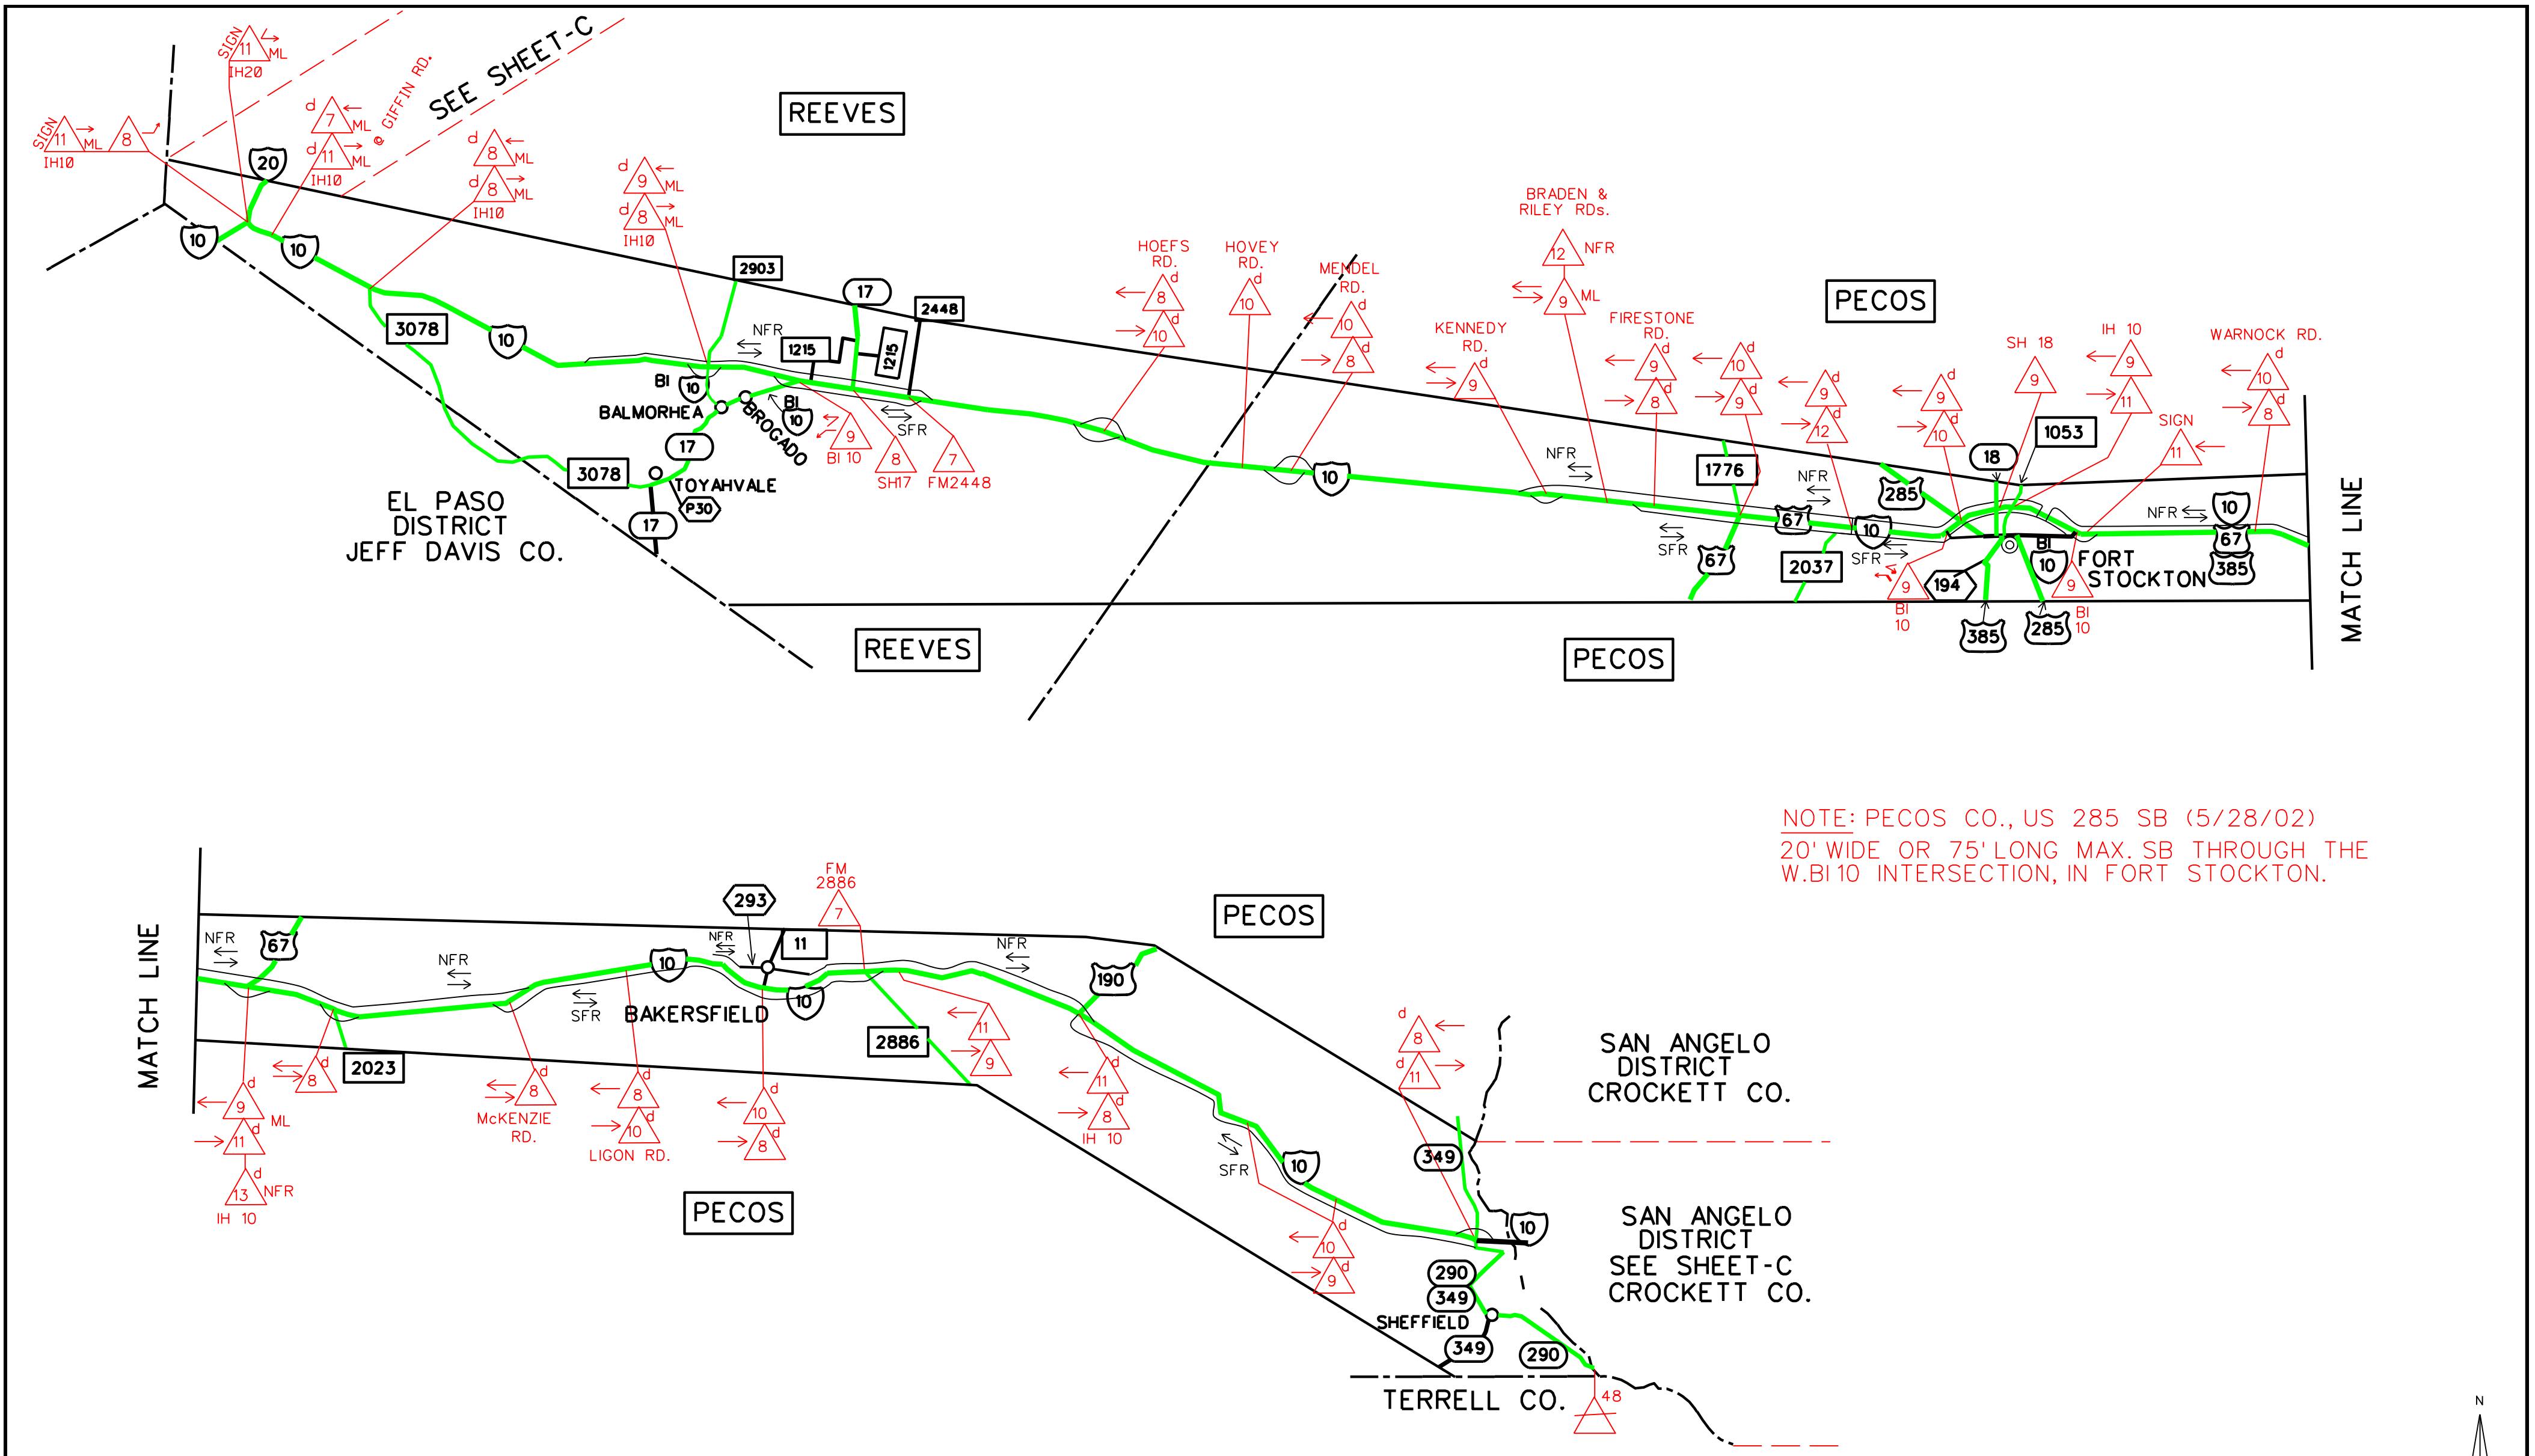 SEE SHEET-C
SIGN
11
ML
IH20
SIGN
11
ML
IH10
8
d
7
ML
d
11
ML
IH10
@ GIFFIN RD.
d
8
ML
d
8
ML
IH10
d
9
ML
d
8
ML
IH10
REEVES
20
10
10
10
3078
2903
17
2448
NFR
1215
1215
BI
10
BALMORHEA
BROGADO
BI
10
SFR
17
3078
TOYAHVALE
P30
17
9
BI 10
8
SH17
7
FM2448
EL PASO
DISTRICT
JEFF DAVIS CO.
REEVES
HOEFS
RD.
d
8
d
10
HOVEY
RD.
d
10
MENDEL
RD.
d
10
d
8
KENNEDY
RD.
d
9
BRADEN &
RILEY RDs.
12
NFR
9
ML
FIRESTONE
RD.
d
9
d
8
d
10
d
9
d
9
d
12
d
9
d
10
PECOS
SH 18
9
IH 10
9
11
SIGN
11
WARNOCK RD.
d
10
d
8
10
NFR
SFR
1776
67
67
NFR
10
2037
SFR
285
18
1053
9
BI
10
194
BI
10
FORT
STOCKTON
9
BI
10
385
285
NFR
10
67
385
PECOS
MATCH LINE
NOTE: PECOS CO., US 285 SB (5/28/02)
20' WIDE OR 75' LONG MAX. SB THROUGH THE
W.BI 10 INTERSECTION, IN FORT STOCKTON.
MATCH LINE
NFR
67
NFR
SFR
10
NFR
293
11
BAKERSFIELD
10
FM
2886
7
NFR
190
PECOS
2023
2886
d
9
ML
d
11
d
13
NFR
IH 10
d
8
d
8
McKENZIE
RD.
d
8
d
10
LIGON RD.
d
10
d
8
11
9
d
11
d
8
IH 10
PECOS
SFR
10
d
10
d
9
d
8
d
11
349
10
290
349
SHEFFIELD
349
290
SAN ANGELO
DISTRICT
CROCKETT CO.
SAN ANGELO
DISTRICT
SEE SHEET-C
CROCKETT CO.
TERRELL CO.
48
N